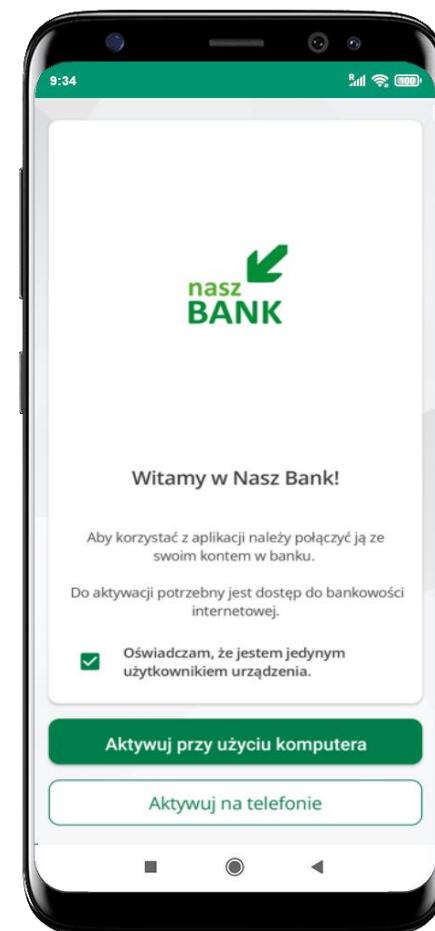 9:34
R
100
nasz
BANK
Witamy w Nasz Bank!
Aby korzystać z aplikacji należy połączyć ją ze
swoim kontem w banku.
Do aktywacji potrzebny jest dostęp do bankowości
internetowej.
Oświadczam, że jestem jedynym
użytkownikiem urządzenia.
Aktywuj przy użyciu komputera
Aktywuj na telefonie